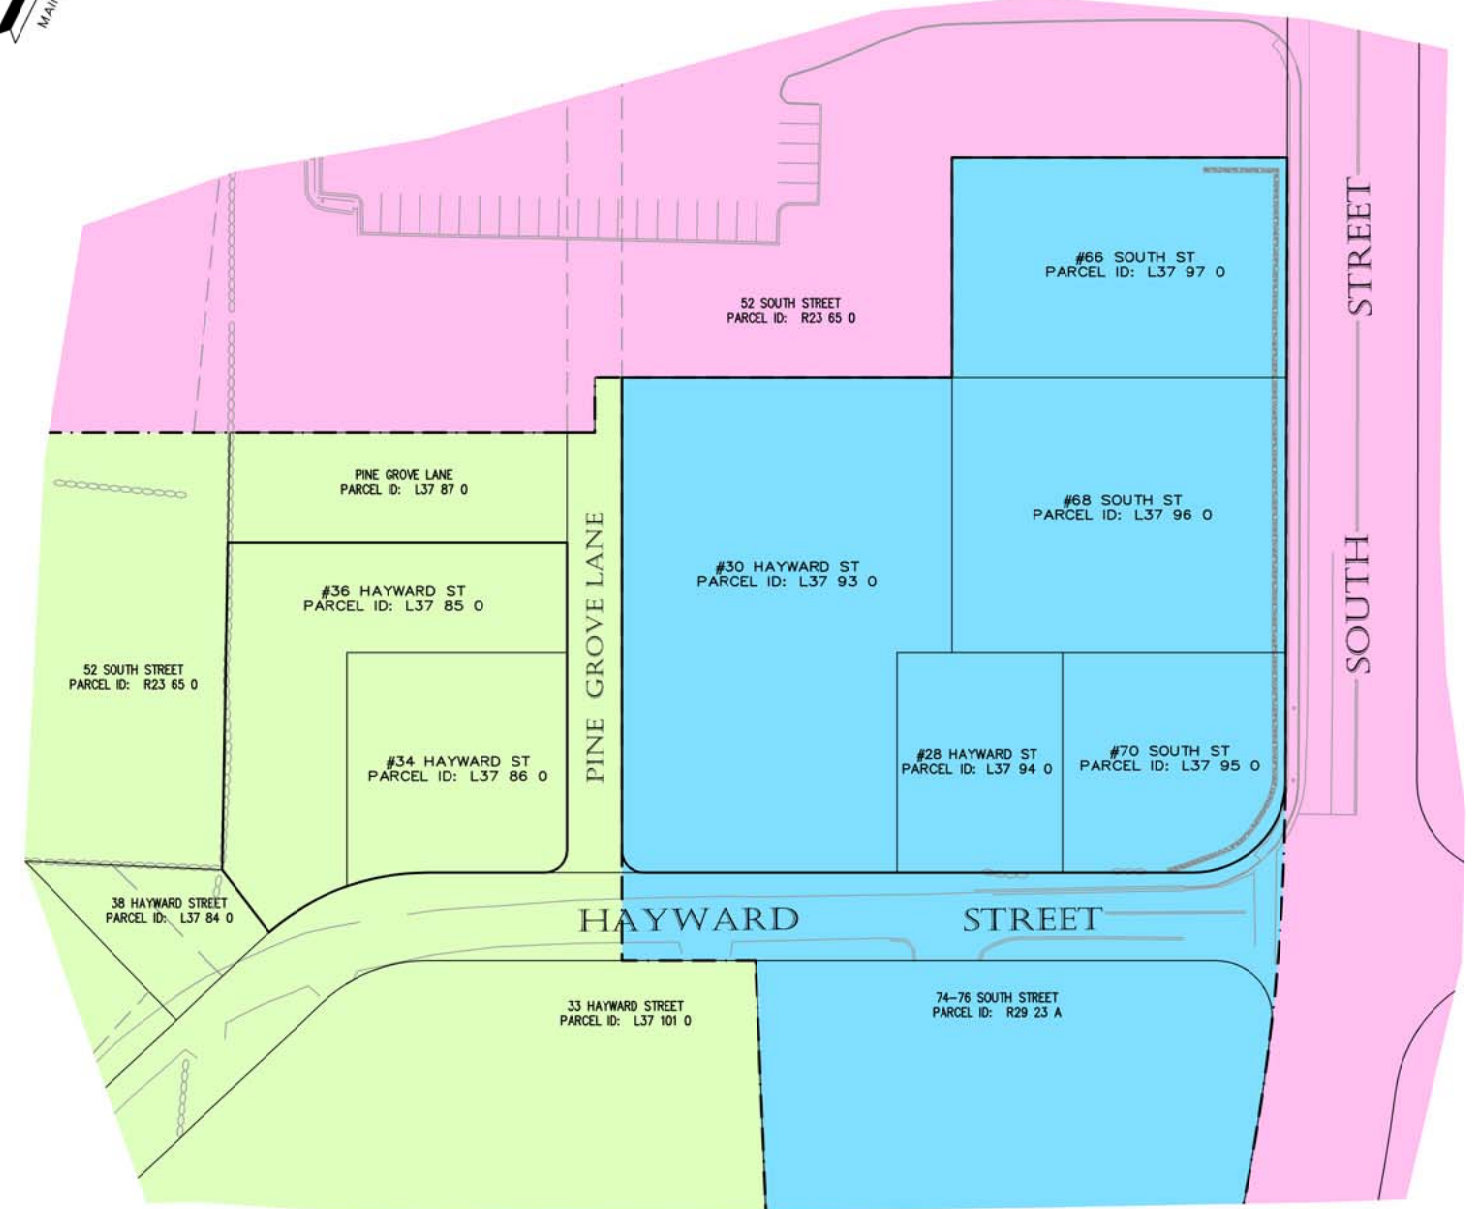 MAI
#66 SOUTH ST
PARCEL ID: L37 97 0
STREET
52 SOUTH STREET
PARCEL ID: R23 65 0
PINE GROVE LANE
PARCEL ID: L37 87 0
#68 SOUTH ST
PARCEL ID: L37 96 0
#30 HAYWARD ST
PARCEL ID: L37 93 0
#36 HAYWARD ST
PARCEL ID: L37 85 0
PINE GROVE LANE
SOUTH
52 SOUTH STREET
PARCEL ID: R23 65 0
#34 HAYWARD ST
PARCEL ID: L37 86 0
#28 HAYWARD ST
PARCEL ID: L37 94 0
#70 SOUTH ST
PARCEL ID: L37 95 0
38 HAYWARD STREET
PARCEL ID: L37 84 0
HAYWARD STREET
33 HAYWARD STREET
PARCEL ID: L37 101 0
74-76 SOUTH STREET
PARCEL ID: R29 23 A